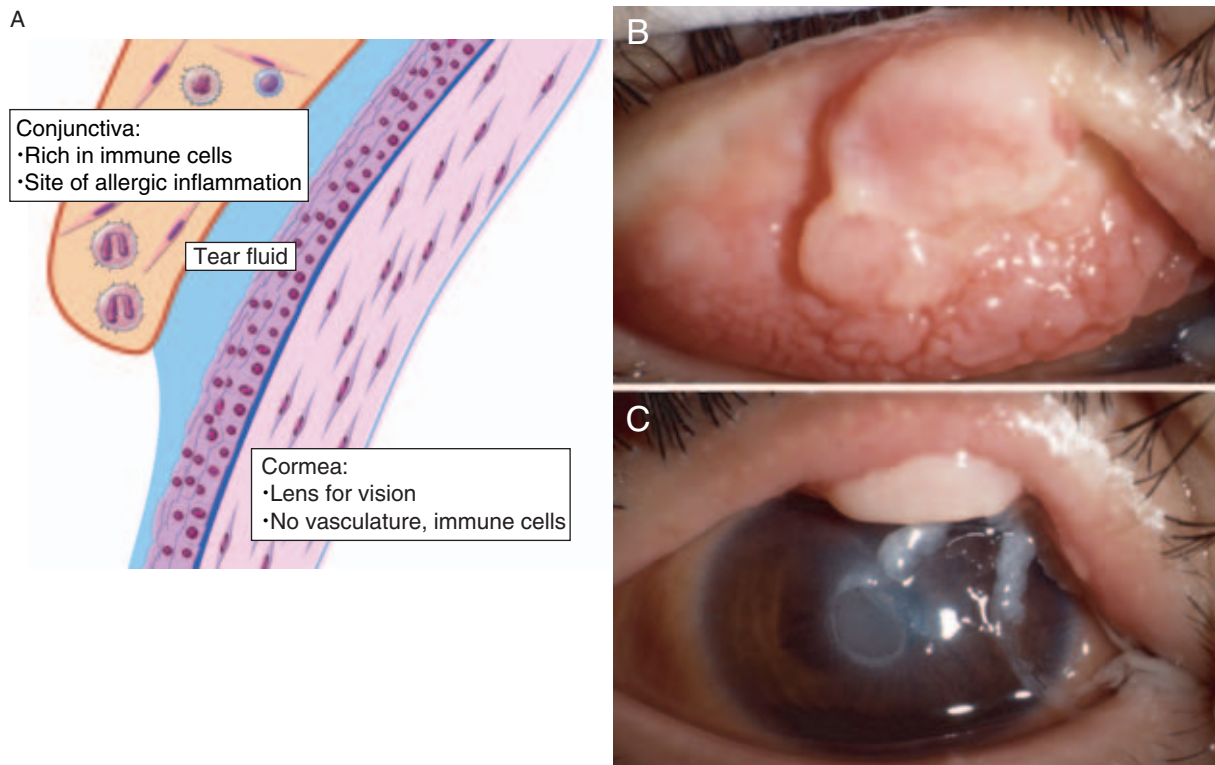 A
Conjunctiva:
・Rich in immune cells
・Site of allergic inflammation
Tear fluid
Cormea:
・Lens for vision
・No vasculature, immune cells
B
C